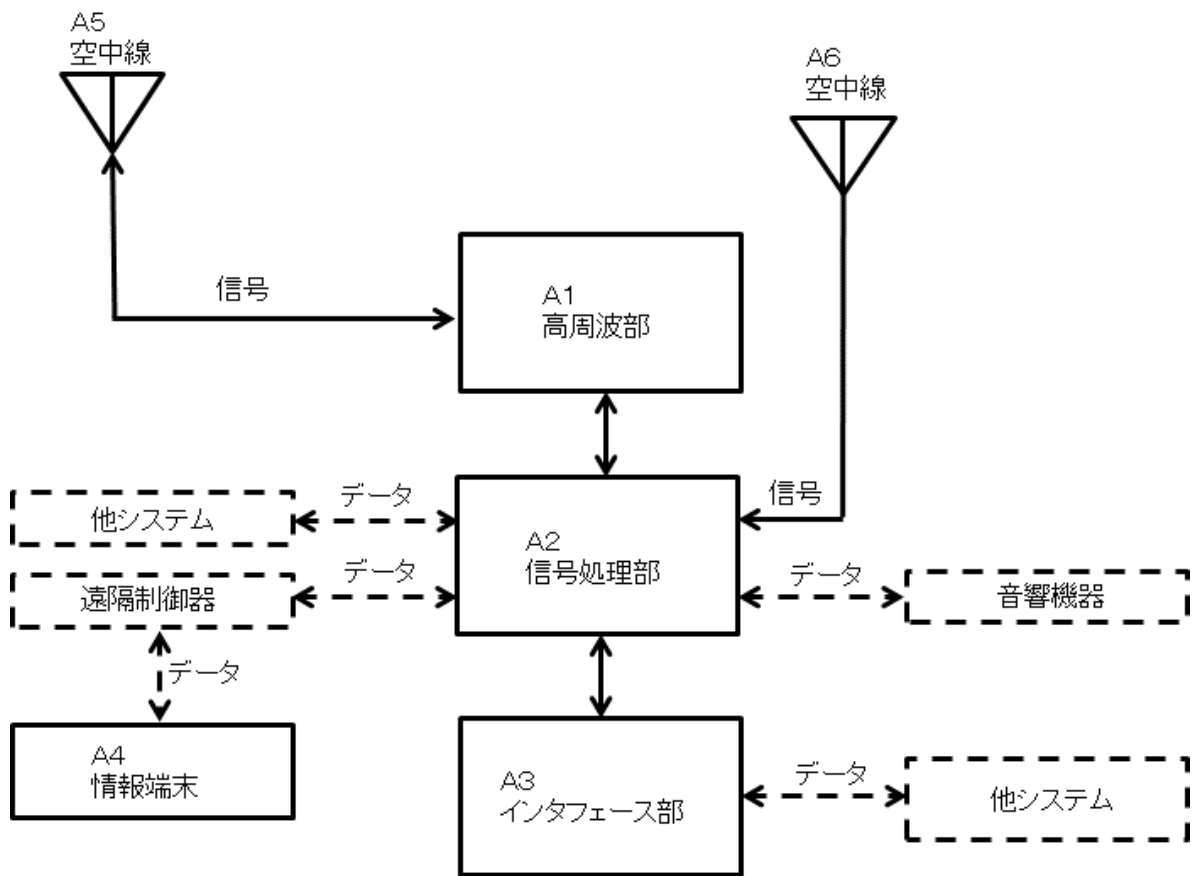 A5
空中線
A6
空中線
信号
A1
高周波部
データ
他システム
信号
A2
信号処理部
データ
遠隔制御器
データ
音響機器
データ
A4
情報端末
A3
インタフェース部
データ
他システム